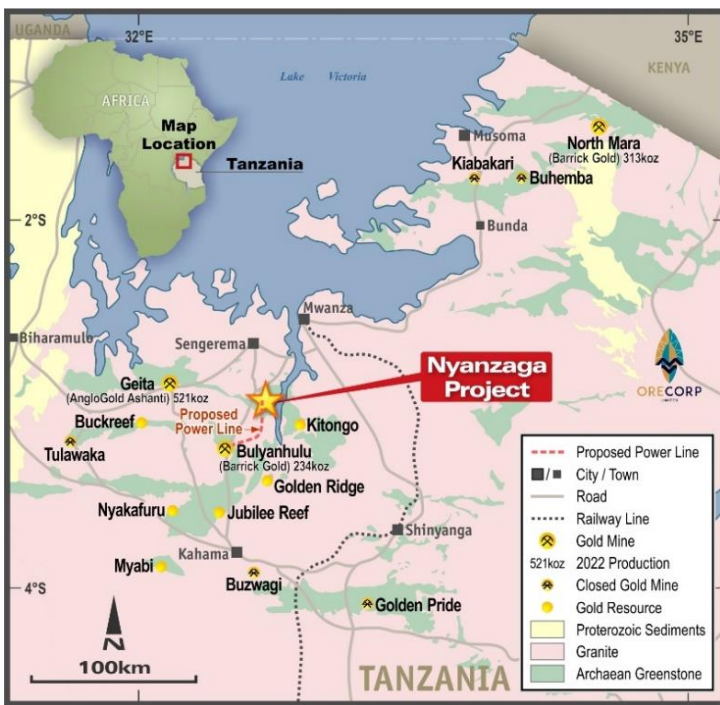 UGANDA
32°E
35°E
KENYA
Lake Victoria
AFRICA
Map
Location
Tanzania
Musoma
North Mara
(Barrick Gold) 313koz
Kiabakari
Buhemba
2°S
2°S
Bunda
Mwanza
Biharamulo
Sengerema
Nyanzaga
Project
ORECORP
Geita
(AngloGold Ashanti) 521koz
Proposed
Power Line
Buckreef
Kitongo
Tulawaka
Bulyanhulu
(Barrick Gold) 234koz
Golden Ridge
Nyakafuru
Jubilee Reef
Shinyanga
Kahama
Myabi
Buzwagi
4°S
4°S
Golden Pride
N
100km
TANZANIA
Proposed Power Line
City / Town
Road
Railway Line
Gold Mine
521koz 2022 Production
Closed Gold Mine
Gold Resource
Proterozoic Sediments
Granite
Archaean Greenstone